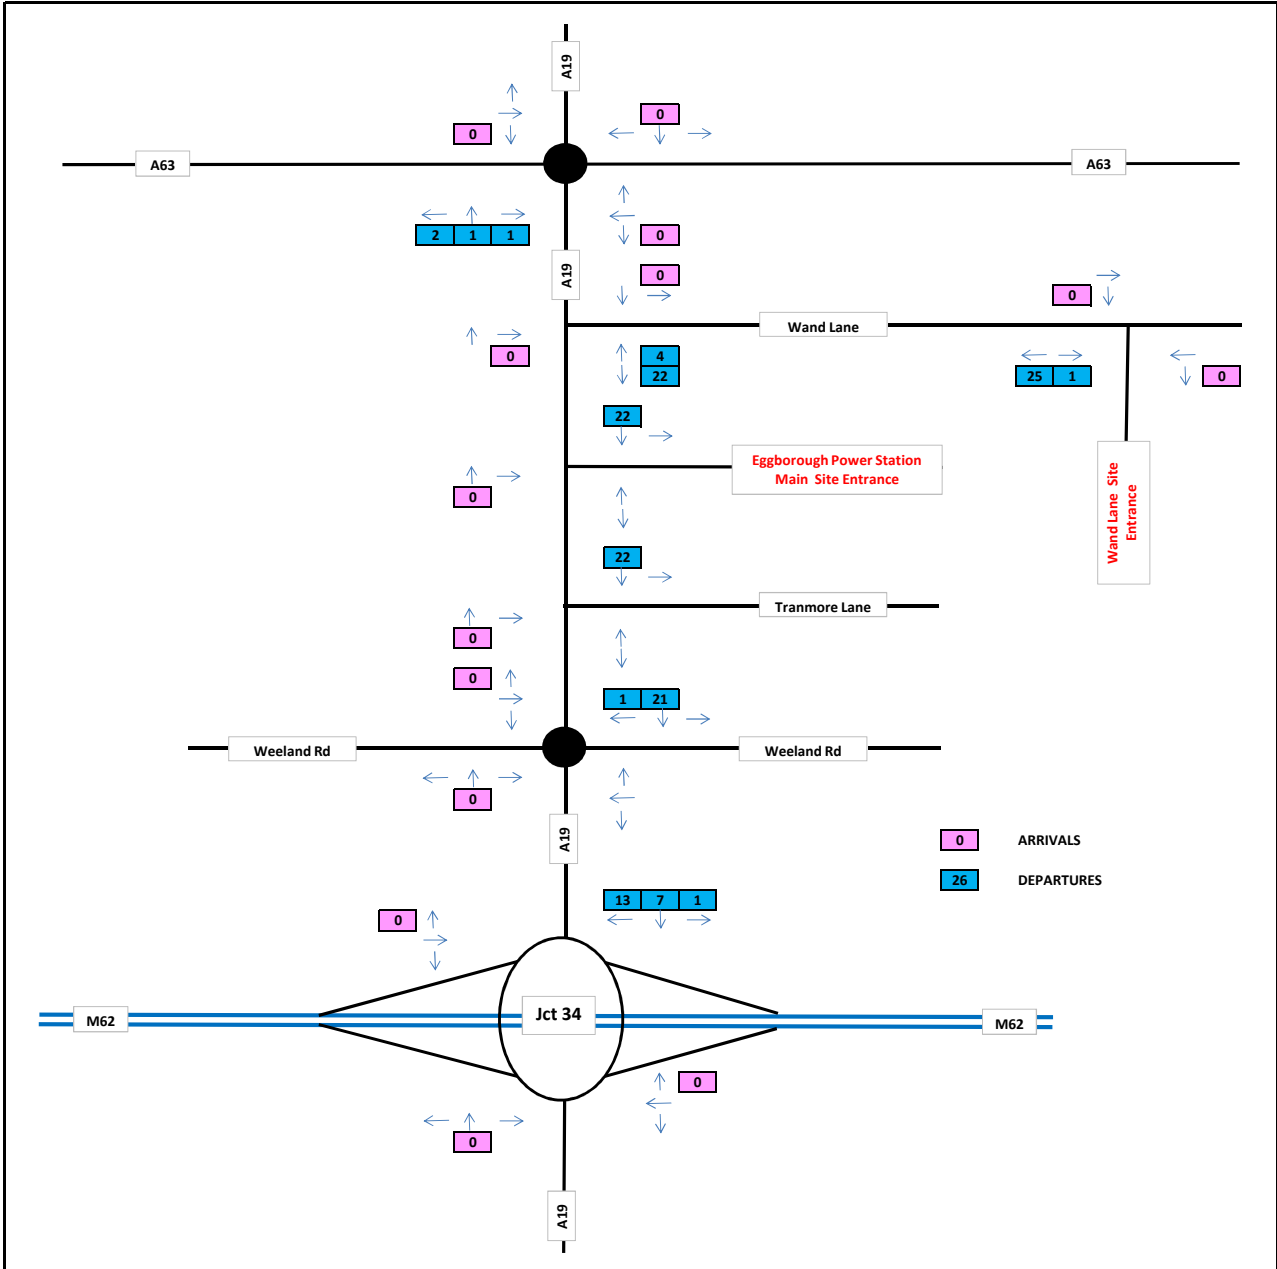 A19
0
0
A63
A63
2 1 1
0
A19
0
0
Wand Lane
0
4
22
25 1
0
22
Eggborough Power Station
Main Site Entrance
0
Wand Lane Site
Entrance
22
Tranmore Lane
0
0
1 21
Weeland Rd
Weeland Rd
0
A19
0 ARRIVALS
26 DEPARTURES
13 7 1
0
Jct 34
M62
M62
0
0
A19